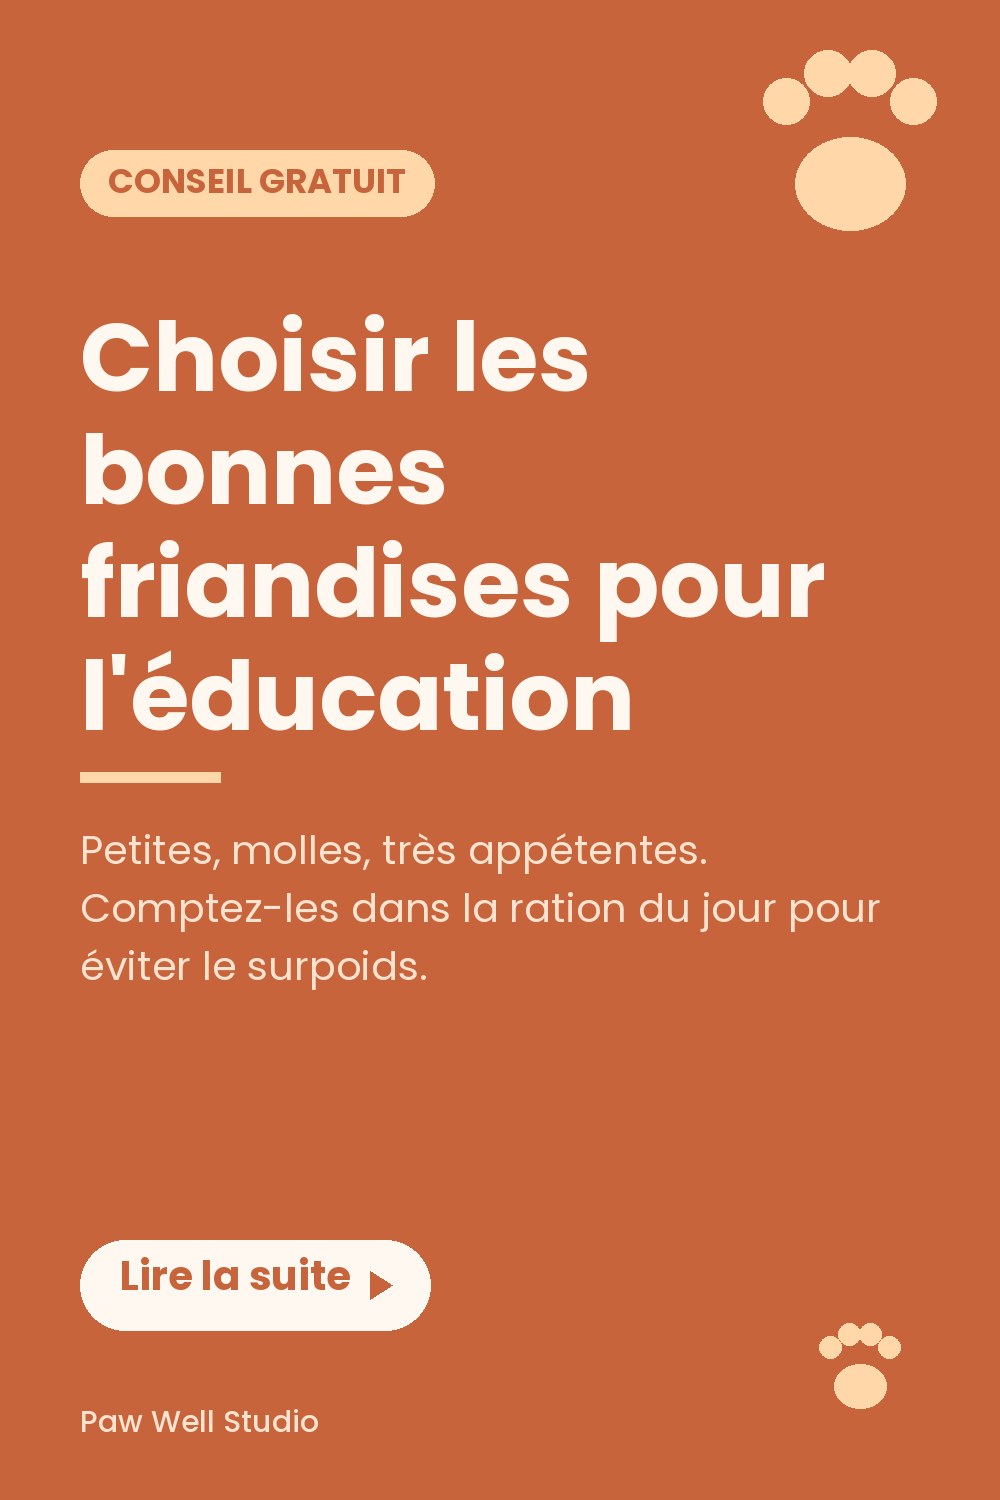 CONSEIL GRATUIT
Choisir les
bonnes
friandises pour
l'éducation
Petites, molles, très appétentes.
Comptez-les dans la ration du jour pour
éviter le surpoids.
Lire la suite
Paw Well Studio